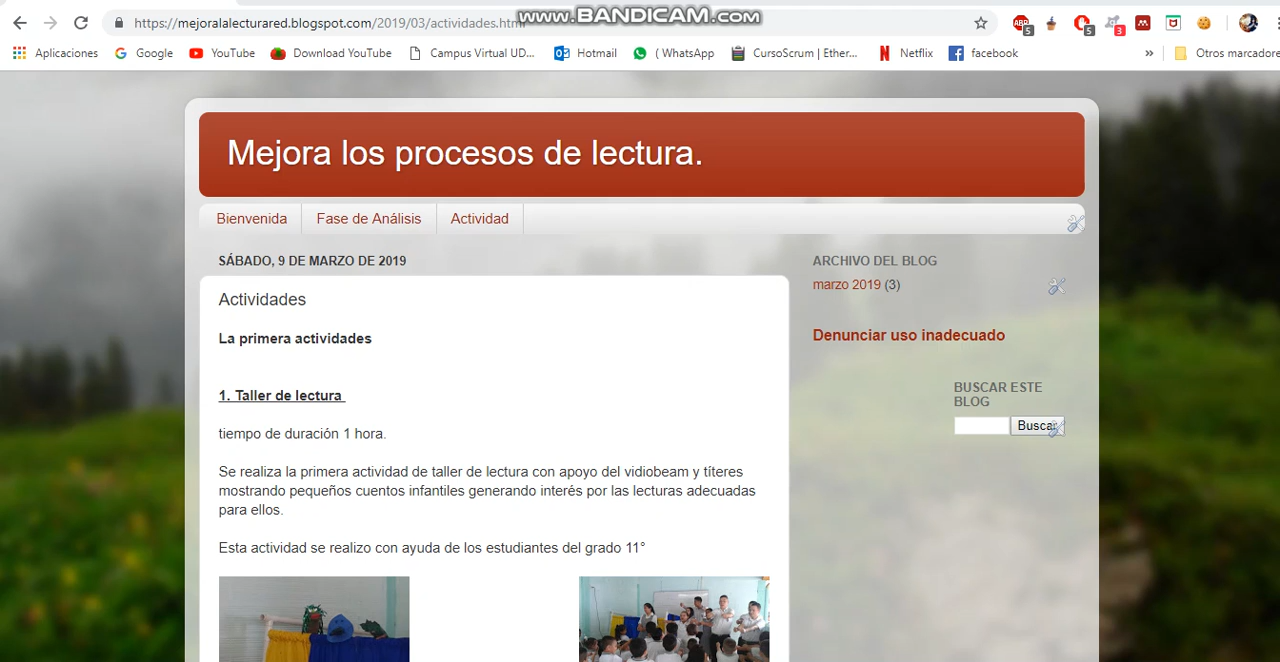 https://mejoralalecturared.blogspot.com/2019/03/actividades.html
www.BANDICAM.com
5
5
3
Aplicaciones
Google
YouTube
Download YouTube
Campus Virtual UD...
Hotmail
( WhatsApp
CursoScrum | Ether...
Netflix
facebook
»
Otros marcadore
Mejora los procesos de lectura.
Bienvenida
Fase de Análisis
Actividad
SÁBADO, 9 DE MARZO DE 2019
Actividades
La primera actividades
1. Taller de lectura
tiempo de duración 1 hora.
Se realiza la primera actividad de taller de lectura con apoyo del vidiobeam y títeres
mostrando pequeños cuentos infantiles generando interés por las lecturas adecuadas
para ellos.
Esta actividad se realizo con ayuda de los estudiantes del grado 11°
ARCHIVO DEL BLOG
marzo 2019 (3)
Denunciar uso inadecuado
BUSCAR ESTE
BLOG
Buscar